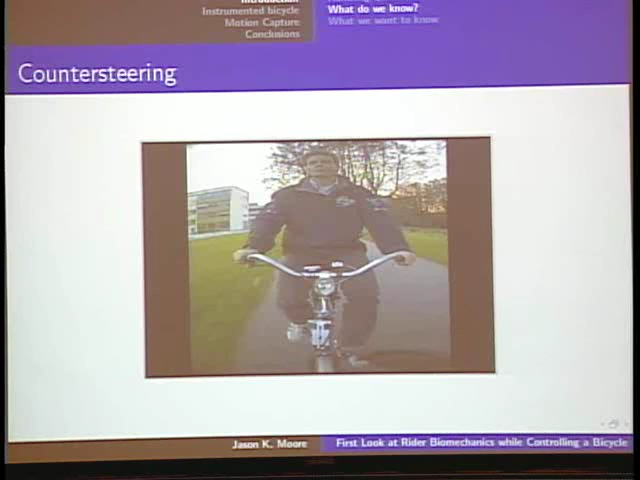 Introduction
Instrumented bicycle
Motion Capture
Conclusions
What do we know?
What we want to know
Countersteering
Jason K. Moore
First Look at Rider Biomechanics while Controlling a Bicycle